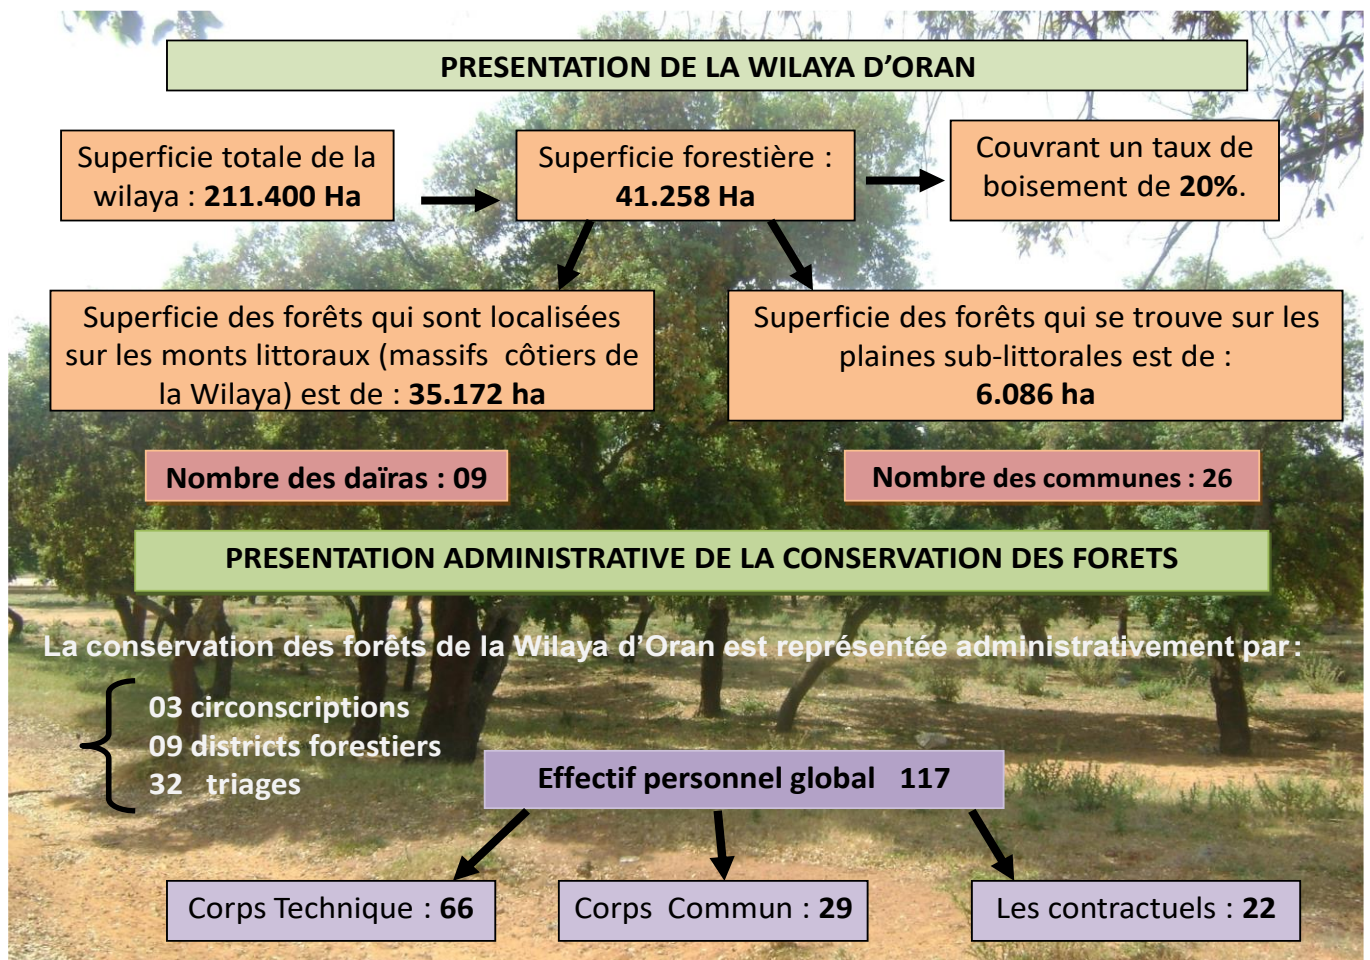 PRESENTATION DE LA WILAYA D’ORAN
Superficie totale de la
wilaya : 211.400 Ha
Superficie forestière :
41.258 Ha
Couvrant un taux de
boisement de 20%.
Superficie des forêts qui sont localisées
sur les monts littoraux (massifs côtiers de
la Wilaya) est de : 35.172 ha
Superficie des forêts qui se trouve sur les
plaines sub-littorales est de :
6.086 ha
Nombre des daïras : 09
Nombre des communes : 26
PRESENTATION ADMINISTRATIVE DE LA CONSERVATION DES FORETS
La conservation des forêts de la Wilaya d’Oran est représentée administrativement par :
03 circonscriptions
09 districts forestiers
32 triages
Effectif personnel global 117
Corps Technique : 66
Corps Commun : 29
Les contractuels : 22